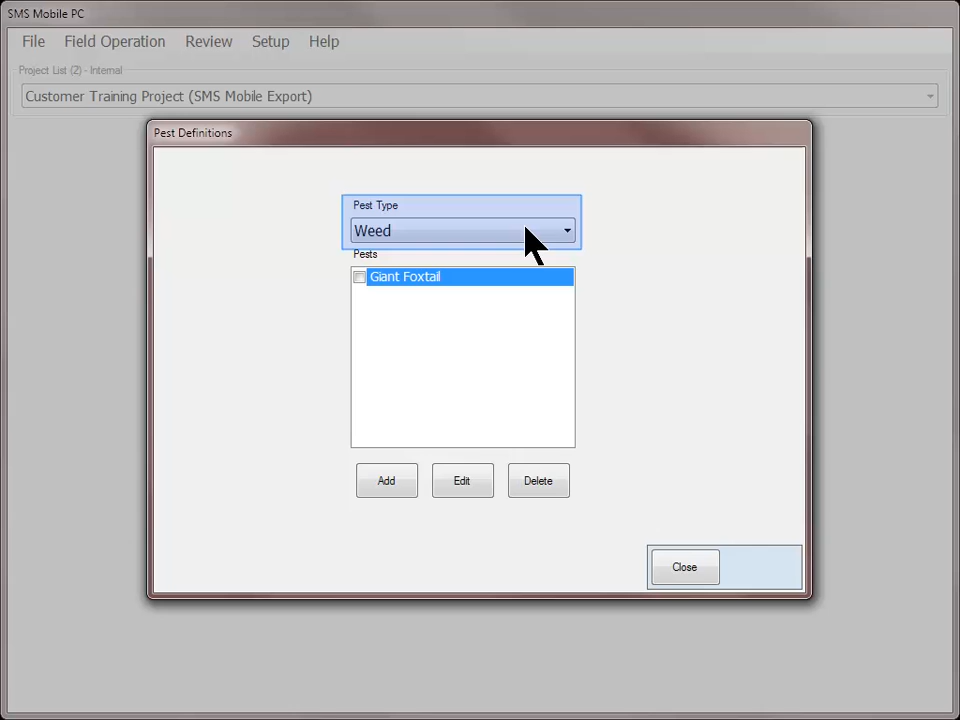 SMS Mobile PC
File Field Operation Review Setup Help
Project List (2) - Internal
Customer Training Project (SMS Mobile Export)
Pest Definitions
Pest Type
Weed
Pests
Giant Foxtail
Add Edit Delete
Close